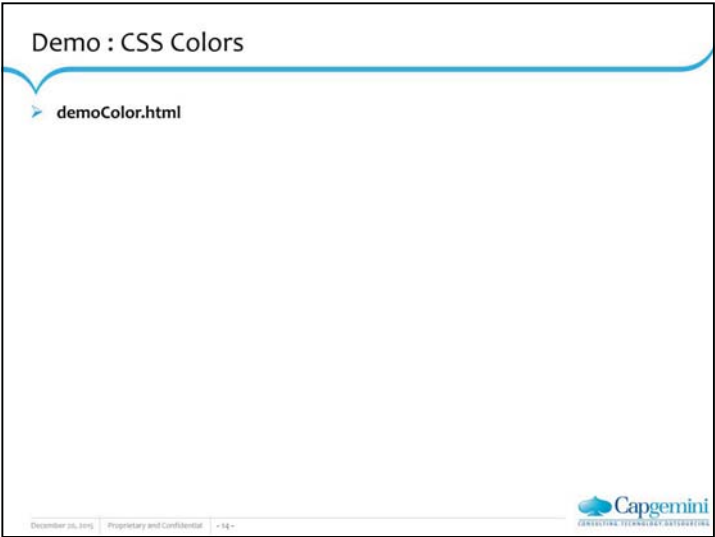 Demo : CSS Colors
➢ demoColor.html
Capgemini
CONSULTING.TECHNOLOGY.OUTSOURCING
December 20, 2015 Proprietary and Confidential - 14 -